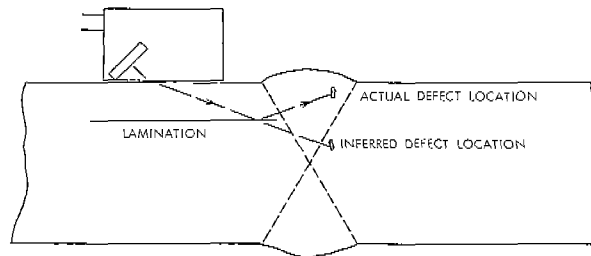 ACTUAL DEFECT LOCATION
LAMINATION
INFERRED DEFECT LOCATION